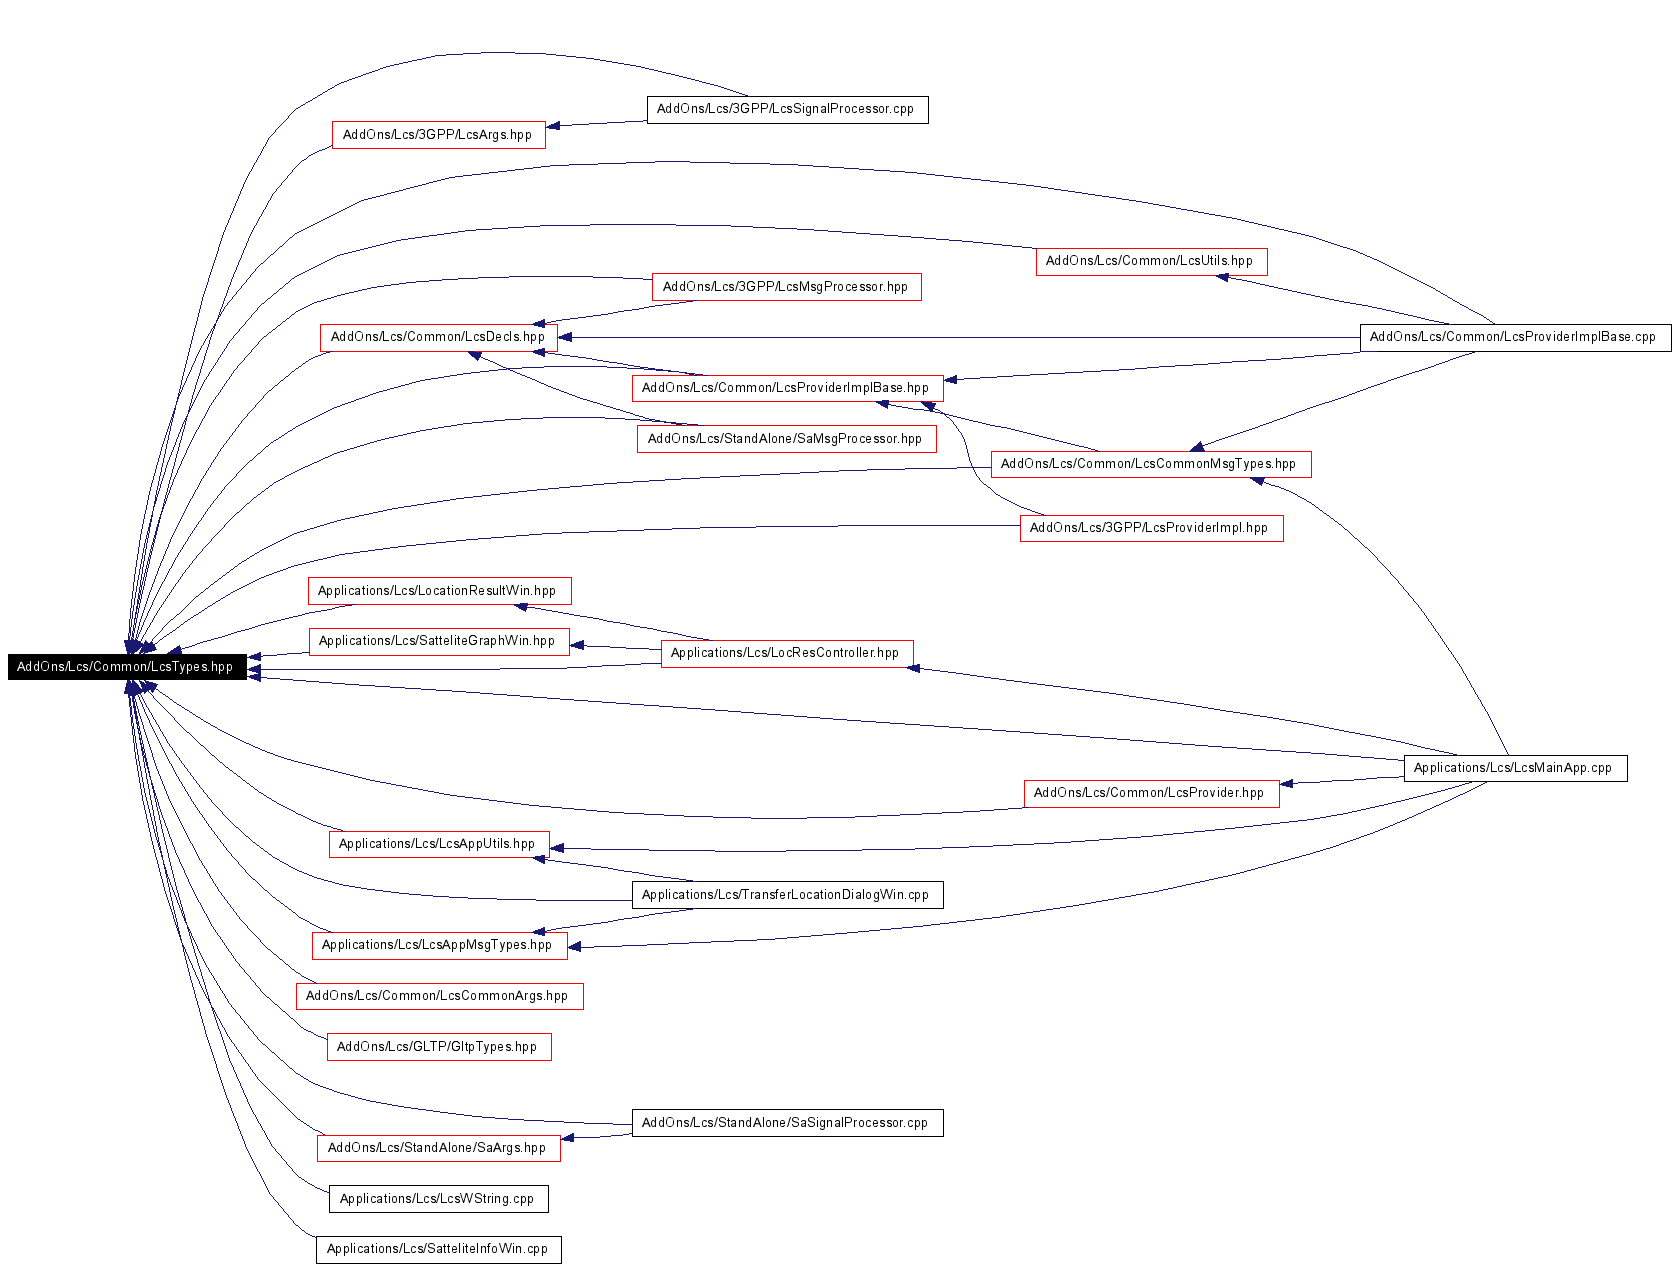 AddOns/Lcs/3GPP/LcsSignalProcessor.cpp
AddOns/Lcs/3GPP/LcsArgs.hpp
AddOns/Lcs/Common/LcsUtils.hpp
AddOns/Lcs/3GPP/LcsMsgProcessor.hpp
AddOns/Lcs/Common/LcsDecls.hpp
AddOns/Lcs/Common/LcsProviderImplBase.cpp
AddOns/Lcs/Common/LcsProviderImplBase.hpp
AddOns/Lcs/StandAlone/SaMsgProcessor.hpp
AddOns/Lcs/Common/LcsCommonMsgTypes.hpp
AddOns/Lcs/3GPP/LcsProviderImpl.hpp
Applications/Lcs/LocationResultWin.hpp
Applications/Lcs/SatteliteGraphWin.hpp
Applications/Lcs/LocResController.hpp
AddOns/Lcs/Common/LcsTypes.hpp
Applications/Lcs/LcsMainApp.cpp
AddOns/Lcs/Common/LcsProvider.hpp
Applications/Lcs/LcsAppUtils.hpp
Applications/Lcs/TransferLocationDialogWin.cpp
Applications/Lcs/LcsAppMsgTypes.hpp
AddOns/Lcs/Common/LcsCommonArgs.hpp
AddOns/Lcs/GLTP/GltpTypes.hpp
AddOns/Lcs/StandAlone/SaSignalProcessor.cpp
AddOns/Lcs/StandAlone/SaArgs.hpp
Applications/Lcs/LcsWString.cpp
Applications/Lcs/SatteliteInfoWin.cpp